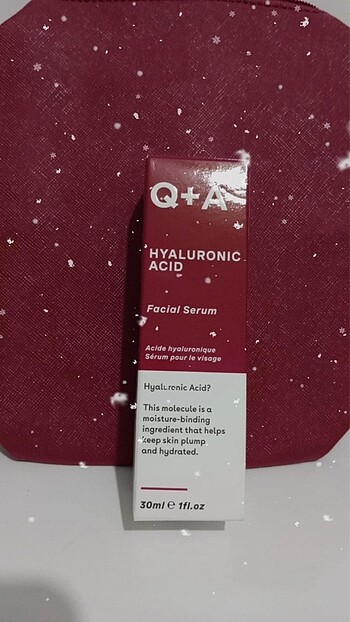 Q+A
HYALURONIC
ACID
Facial Serum
Acide hyaluronique
Sérum pour le visage
Hyaluronic Acid?
This molecule is a
moisture-binding
ingredient that helps
keep skin plump
and hydrated.
30ml ℮ 1fl.oz